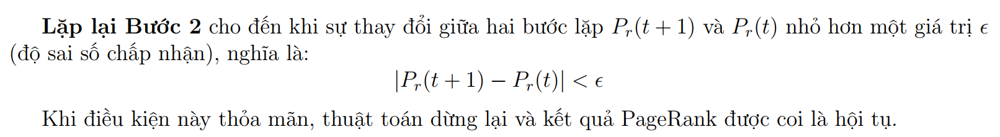 Lặp lại Bước 2 cho đến khi sự thay đổi giữa hai bước lặp P_r(t + 1) và P_r(t) nhỏ hơn một giá trị ϵ
(độ sai số chấp nhận), nghĩa là:
|P_r(t + 1) − P_r(t)| < ϵ
Khi điều kiện này thỏa mãn, thuật toán dừng lại và kết quả PageRank được coi là hội tụ.